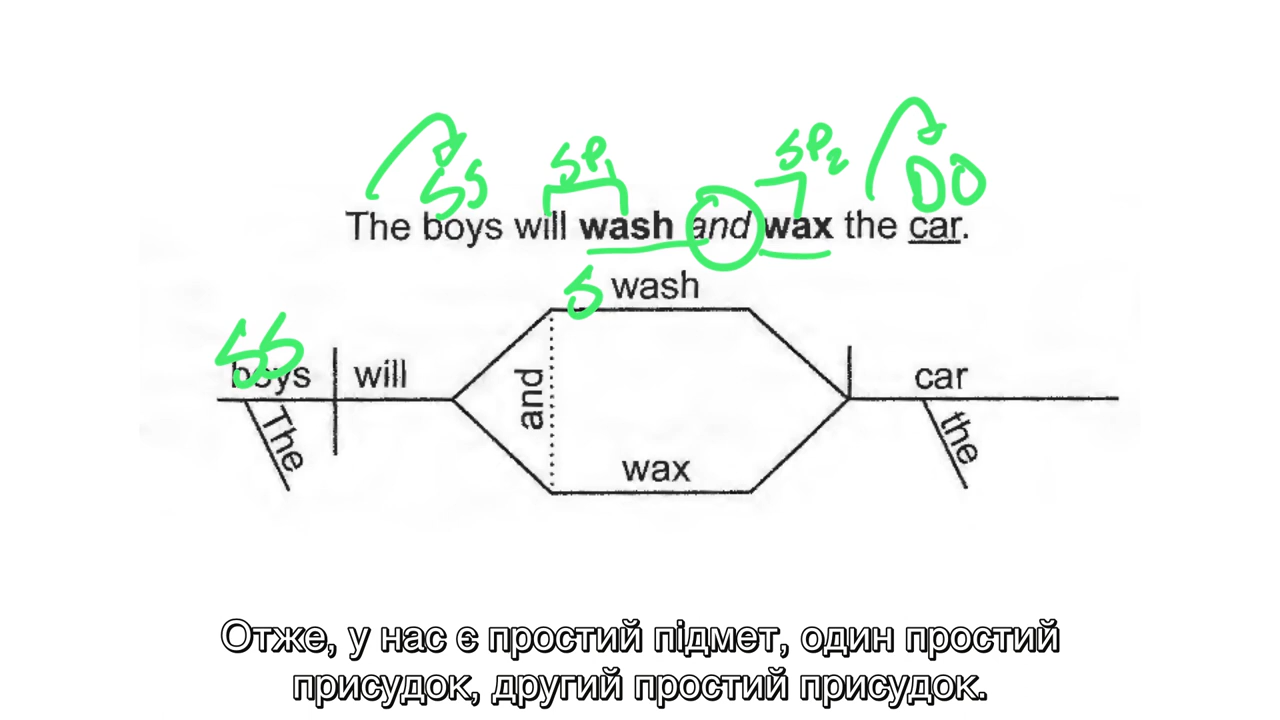 SS SP1 SP2 DO
The boys will wash and wax the car.
S wash
SS
boys will and car
The the
wax
Отже, у нас є простий підмет, один простий
присудок, другий простий присудок.